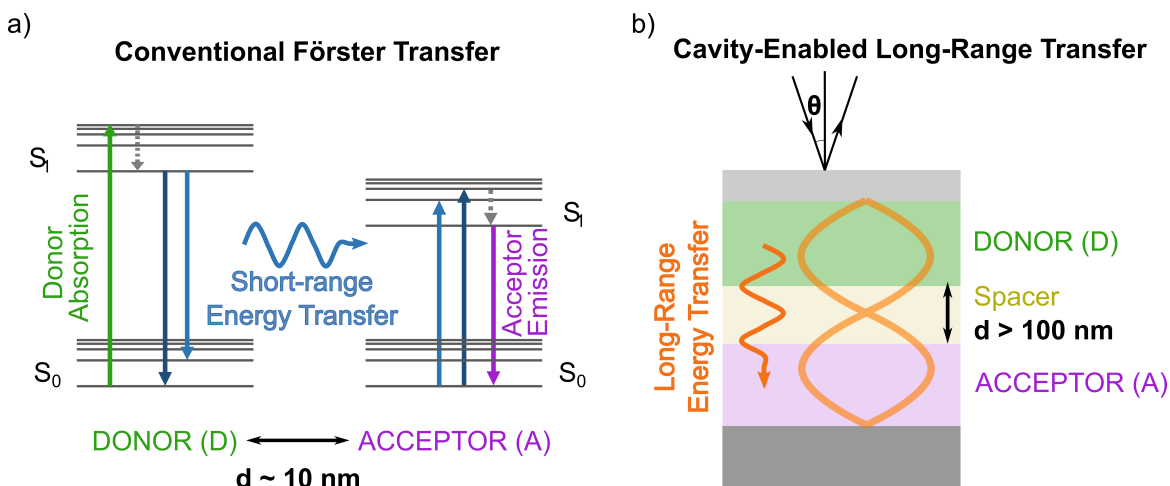 a)
Conventional Förster Transfer
S1
Donor
Absorption
Short-range
Energy Transfer
Acceptor
Emission
S1
S0
S0
DONOR (D)
ACCEPTOR (A)
d ~ 10 nm
b)
Cavity-Enabled Long-Range Transfer
θ
Long-Range
Energy Transfer
DONOR (D)
Spacer
d > 100 nm
ACCEPTOR (A)